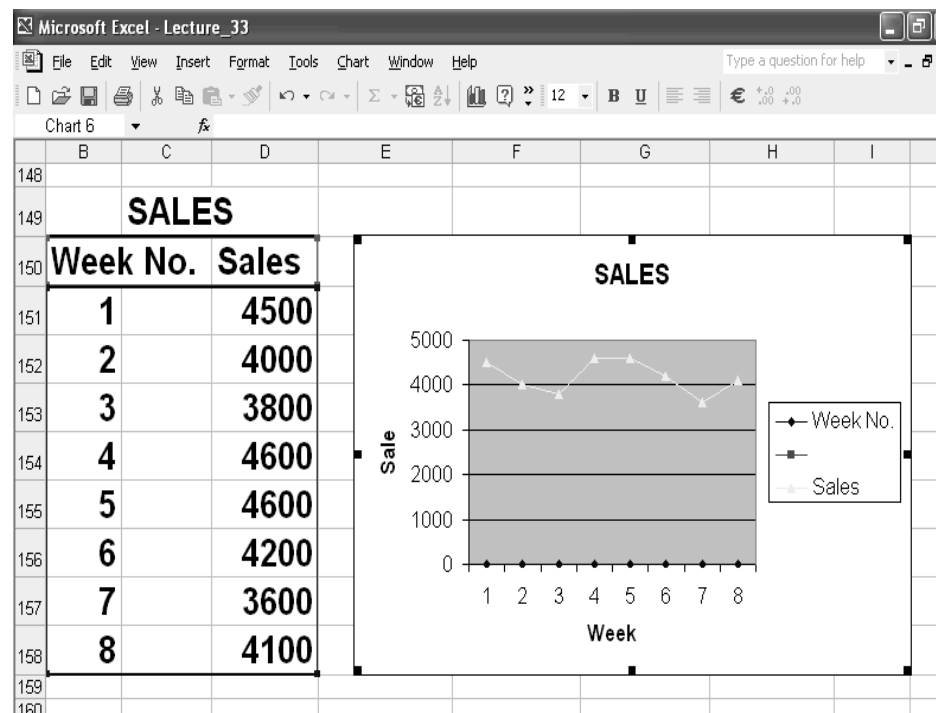 Microsoft Excel - Lecture_33
File Edit View Insert Format Tools Chart Window Help Type a question for help
12 B U € .00
Chart 6 fx
B C D E F G H I
148
149 SALES
150 Week No. Sales
151 1 4500
152 2 4000
153 3 3800
154 4 4600
155 5 4600
156 6 4200
157 7 3600
158 8 4100
159
160
SALES
5000
4000
3000
2000
1000
0
Sale
1 2 3 4 5 6 7 8
Week
Week No.
Sales